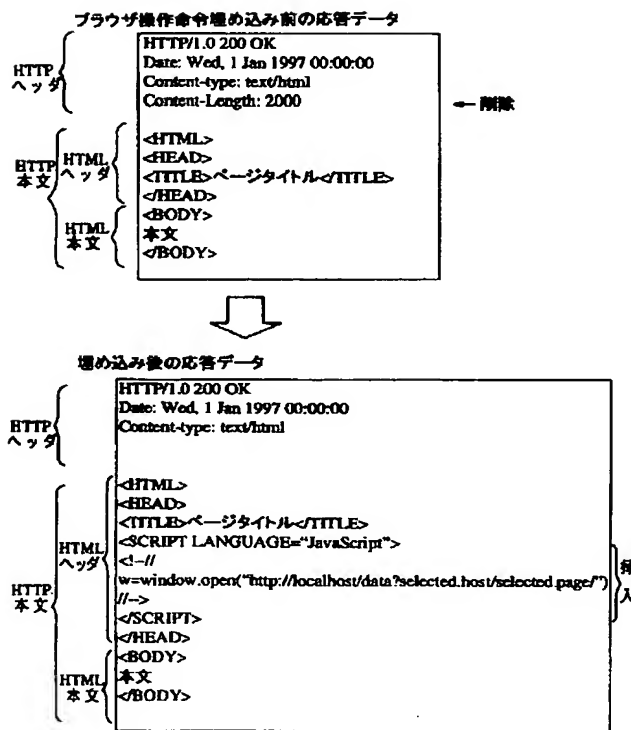 ブラウザ操作命令埋め込み前の応答データ
HTTP
ヘッダ
HTTP/1.0 200 OK
Date: Wed, 1 Jan 1997 00:00:00
Content-type: text/html
Content-Length: 2000
←削除
HTTP
本文
HTML
ヘッダ
<HTML>
<HEAD>
<TITLE>ページタイトル</TITLE>
</HEAD>
HTML
本文
<BODY>
本文
</BODY>
埋め込み後の応答データ
HTTP
ヘッダ
HTTP/1.0 200 OK
Date: Wed, 1 Jan 1997 00:00:00
Content-type: text/html
HTTP
本文
HTML
ヘッダ
<HTML>
<HEAD>
<TITLE>ページタイトル</TITLE>
<SCRIPT LANGUAGE="JavaScript">
<!--//
w=window.open("http://localhost/data?selected.host/selected.page/")
//-->
</SCRIPT>
</HEAD>
挿
入
HTML
本文
<BODY>
本文
</BODY>